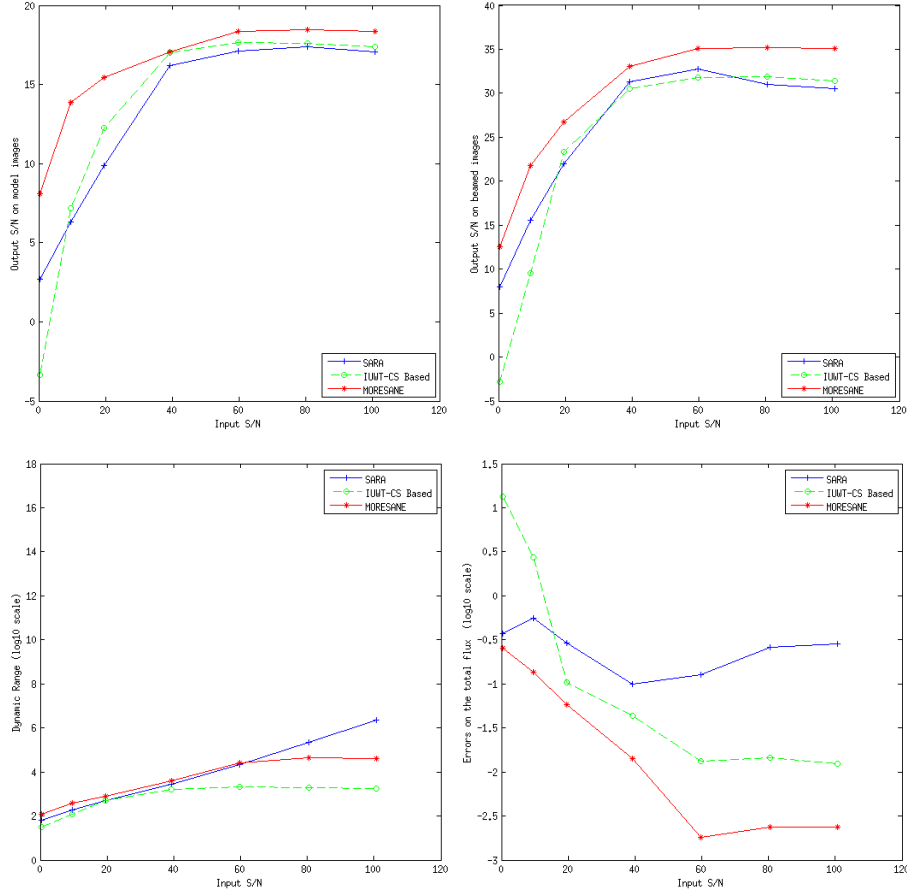 20
15
10
5
0
-5
Output S/N on model images
0 20 40 60 80 100 120
Input S/N
SARA
IUWT-CS Based
MORESANE
40
35
30
25
20
15
10
5
0
-5
Output S/N on beamed images
0 20 40 60 80 100 120
Input S/N
SARA
IUWT-CS Based
MORESANE
18
16
14
12
10
8
6
4
2
0
Dynamic Range (log10 scale)
0 20 40 60 80 100 120
Input S/N
SARA
IUWT-CS Based
MORESANE
1.5
1
0.5
0
-0.5
-1
-1.5
-2
-2.5
-3
Errors on the total flux (log10 scale)
0 20 40 60 80 100 120
Input S/N
SARA
IUWT-CS Based
MORESANE